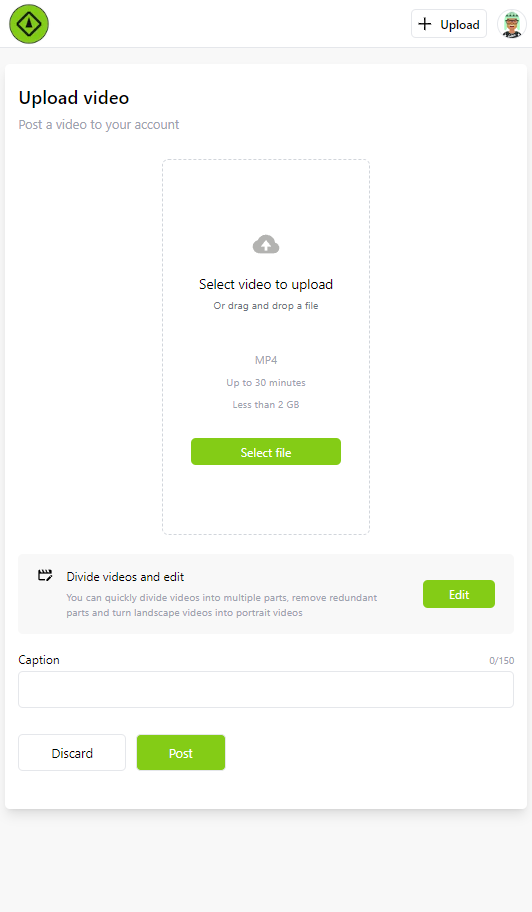 Upload
Upload video
Post a video to your account
Select video to upload
Or drag and drop a file
MP4
Up to 30 minutes
Less than 2 GB
Select file
Divide videos and edit
You can quickly divide videos into multiple parts, remove redundant
parts and turn landscape videos into portrait videos
Edit
Caption
0/150
Discard
Post